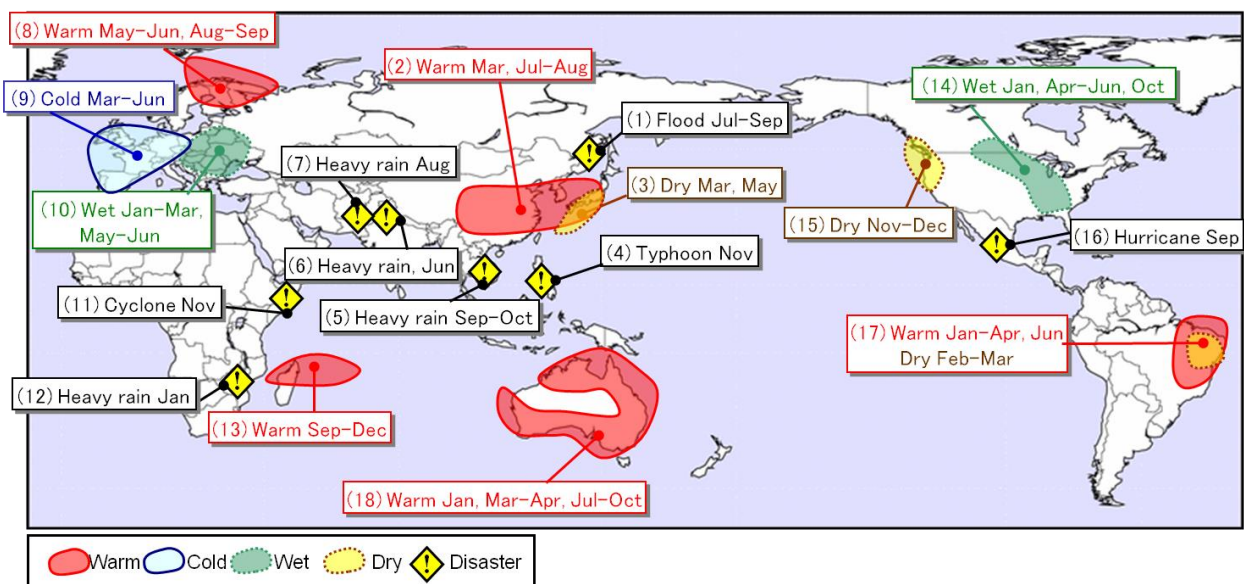 (8) Warm May-Jun, Aug-Sep
(2) Warm Mar, Jul-Aug
(14) Wet Jan, Apr-Jun, Oct
(9) Cold Mar-Jun
(1) Flood Jul-Sep
(7) Heavy rain Aug
(3) Dry Mar, May
(10) Wet Jan-Mar,
May-Jun
(15) Dry Nov-Dec
(16) Hurricane Sep
(6) Heavy rain, Jun
(4) Typhoon Nov
(11) Cyclone Nov
(5) Heavy rain Sep-Oct
(17) Warm Jan-Apr, Jun
Dry Feb-Mar
(12) Heavy rain Jan
(13) Warm Sep-Dec
(18) Warm Jan, Mar-Apr, Jul-Oct
Warm Cold Wet Dry Disaster